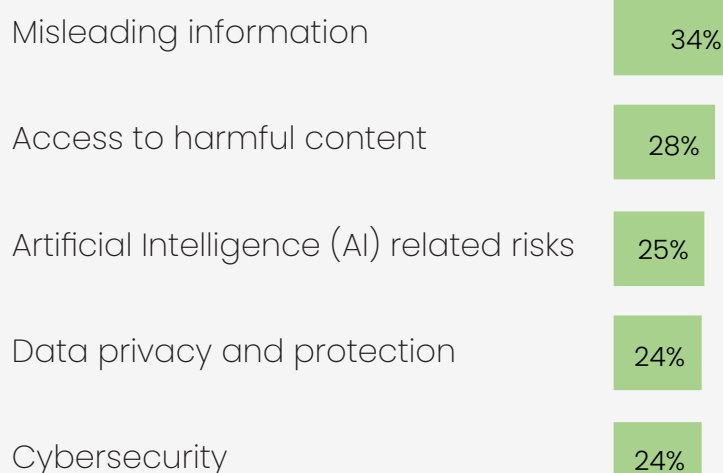 Misleading information 34%
Access to harmful content 28%
Artificial Intelligence (AI) related risks 25%
Data privacy and protection 24%
Cybersecurity 24%